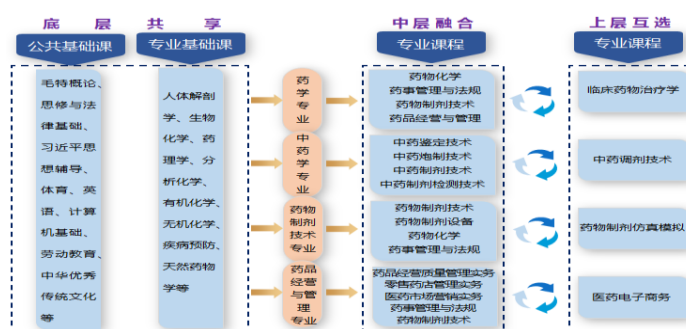 底层共享
中层融合
上层互选
公共基础课
专业基础课
专业课程
专业课程
毛特概论、
思修与法
律基础、
习近平思
想辅导、
体育、英
语、计算
机基础、
劳动教育、
中华优秀
传统文化
等
人体解剖
学、生物
化学、药
理学、分
析化学、
有机化学、
无机化学、
疾病预防、
天然药物
学等
药学专业
药物化学
药事管理与法规
药物制剂技术
药品经营与管理
临床药物治疗学
中药学专业
中药鉴定技术
中药炮制技术
中药制剂技术
中药制剂检测技术
中药调剂技术
药物
制剂
技术
专业
药物制剂技术
药物制剂设备
药物化学
药事管理与法规
药物制剂仿真模拟
药品
经营
与管
理
专业
药品经营质量管理实务
零售药店管理实务
医药市场营销实务
药事管理与法规
药物制剂技术
医药电子商务